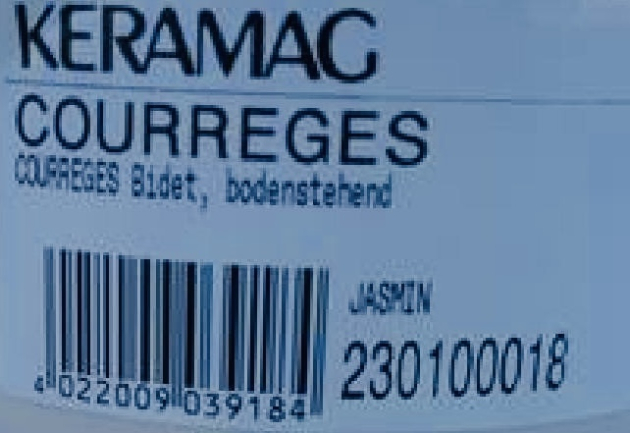 KERAMAG
COURREGES
COURREGES Bidet, bodenstehend
JASMIN
230100018
4 022009 039184